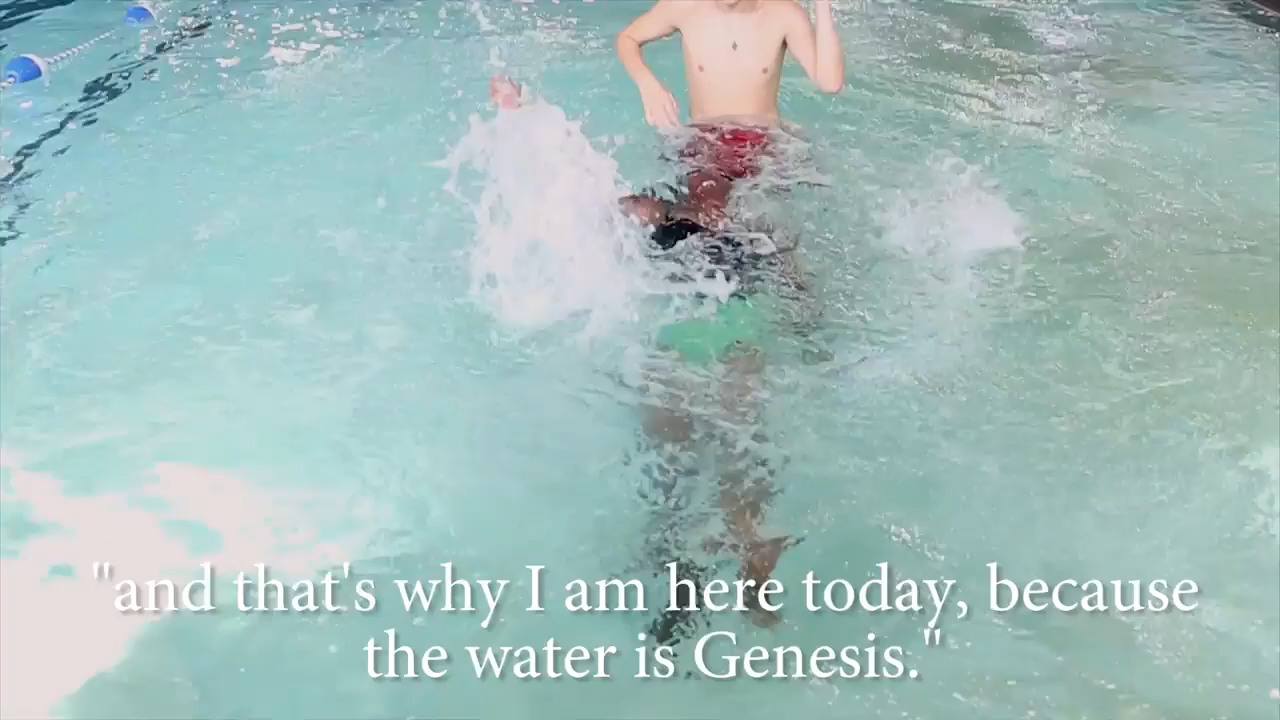 "and that's why I am here today, because
the water is Genesis."